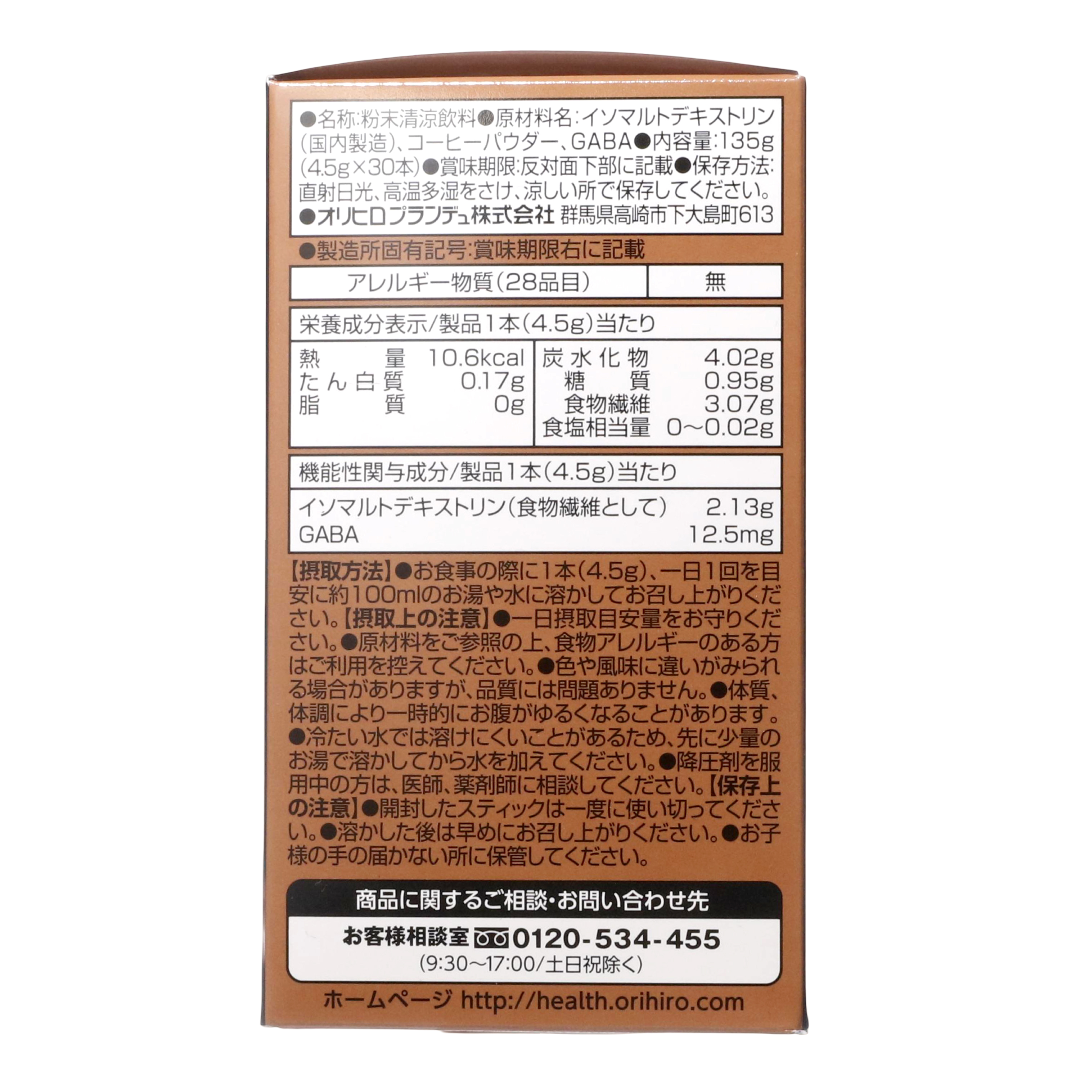 ●名称:粉末清涼飲料●原材料名:イソマルトデキストリン
(国内製造)、コーヒーパウダー、GABA●内容量:135g
(4.5g×30本)●賞味期限:反対面下部に記載●保存方法:
直射日光、高温多湿をさけ、涼しい所で保存してください。
●オリヒロプランデュ株式会社 群馬県高崎市下大島町613
●製造所固有記号:賞味期限右に記載
アレルギー物質(28品目) 無
栄養成分表示/製品1本(4.5g)当たり
熱量 10.6kcal 炭水化物 4.02g
たん白質 0.17g 糖質 0.95g
脂質 0g 食物繊維 3.07g
食塩相当量 0〜0.02g
機能性関与成分/製品1本(4.5g)当たり
イソマルトデキストリン(食物繊維として) 2.13g
GABA 12.5mg
【摂取方法】●お食事の際に1本(4.5g)、一日1回を目
安に約100mlのお湯や水に溶かしてお召し上がりくだ
さい。【摂取上の注意】●一日摂取目安量をお守りくだ
さい。●原材料をご参照の上、食物アレルギーのある方
はご利用を控えてください。●色や風味に違いがみられ
る場合がありますが、品質には問題ありません。●体質、
体調により一時的にお腹がゆるくなることがあります。
●冷たい水では溶けにくいことがあるため、先に少量の
お湯で溶かしてから水を加えてください。●降圧剤を服
用中の方は、医師、薬剤師に相談してください。【保存上
の注意】●開封したスティックは一度に使い切ってくださ
い。●溶かした後は早めにお召し上がりください。●お子
様の手の届かない所に保管してください。
商品に関するご相談・お問い合わせ先
お客様相談室 0120-534-455
(9:30〜17:00/土日祝除く)
ホームページ http://health.orihiro.com